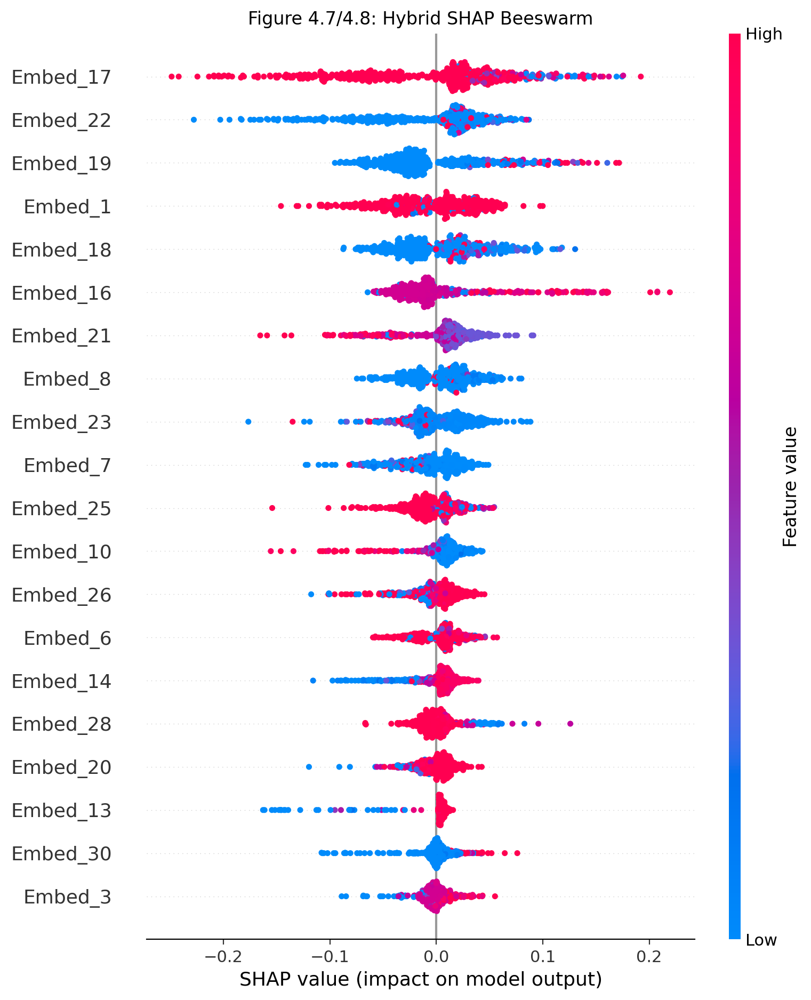 Figure 4.7/4.8: Hybrid SHAP Beeswarm
High
Embed_17
Embed_22
Embed_19
Embed_1
Embed_18
Embed_16
Embed_21
Embed_8
Embed_23
Embed_7
Embed_25
Embed_10
Embed_26
Embed_6
Embed_14
Embed_28
Embed_20
Embed_13
Embed_30
Embed_3
Feature value
Low
−0.2 −0.1 0.0 0.1 0.2
SHAP value (impact on model output)